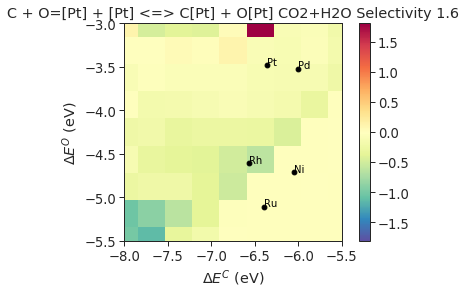 C + O=[Pt] + [Pt] <=> C[Pt] + O[Pt] CO2+H2O Selectivity 1.6
−3.0
−3.5
−4.0
−4.5
−5.0
−5.5
ΔE^O (eV)
Pt
Pd
Rh
Ni
Ru
−8.0 −7.5 −7.0 −6.5 −6.0 −5.5
ΔE^C (eV)
1.5
1.0
0.5
0.0
−0.5
−1.0
−1.5